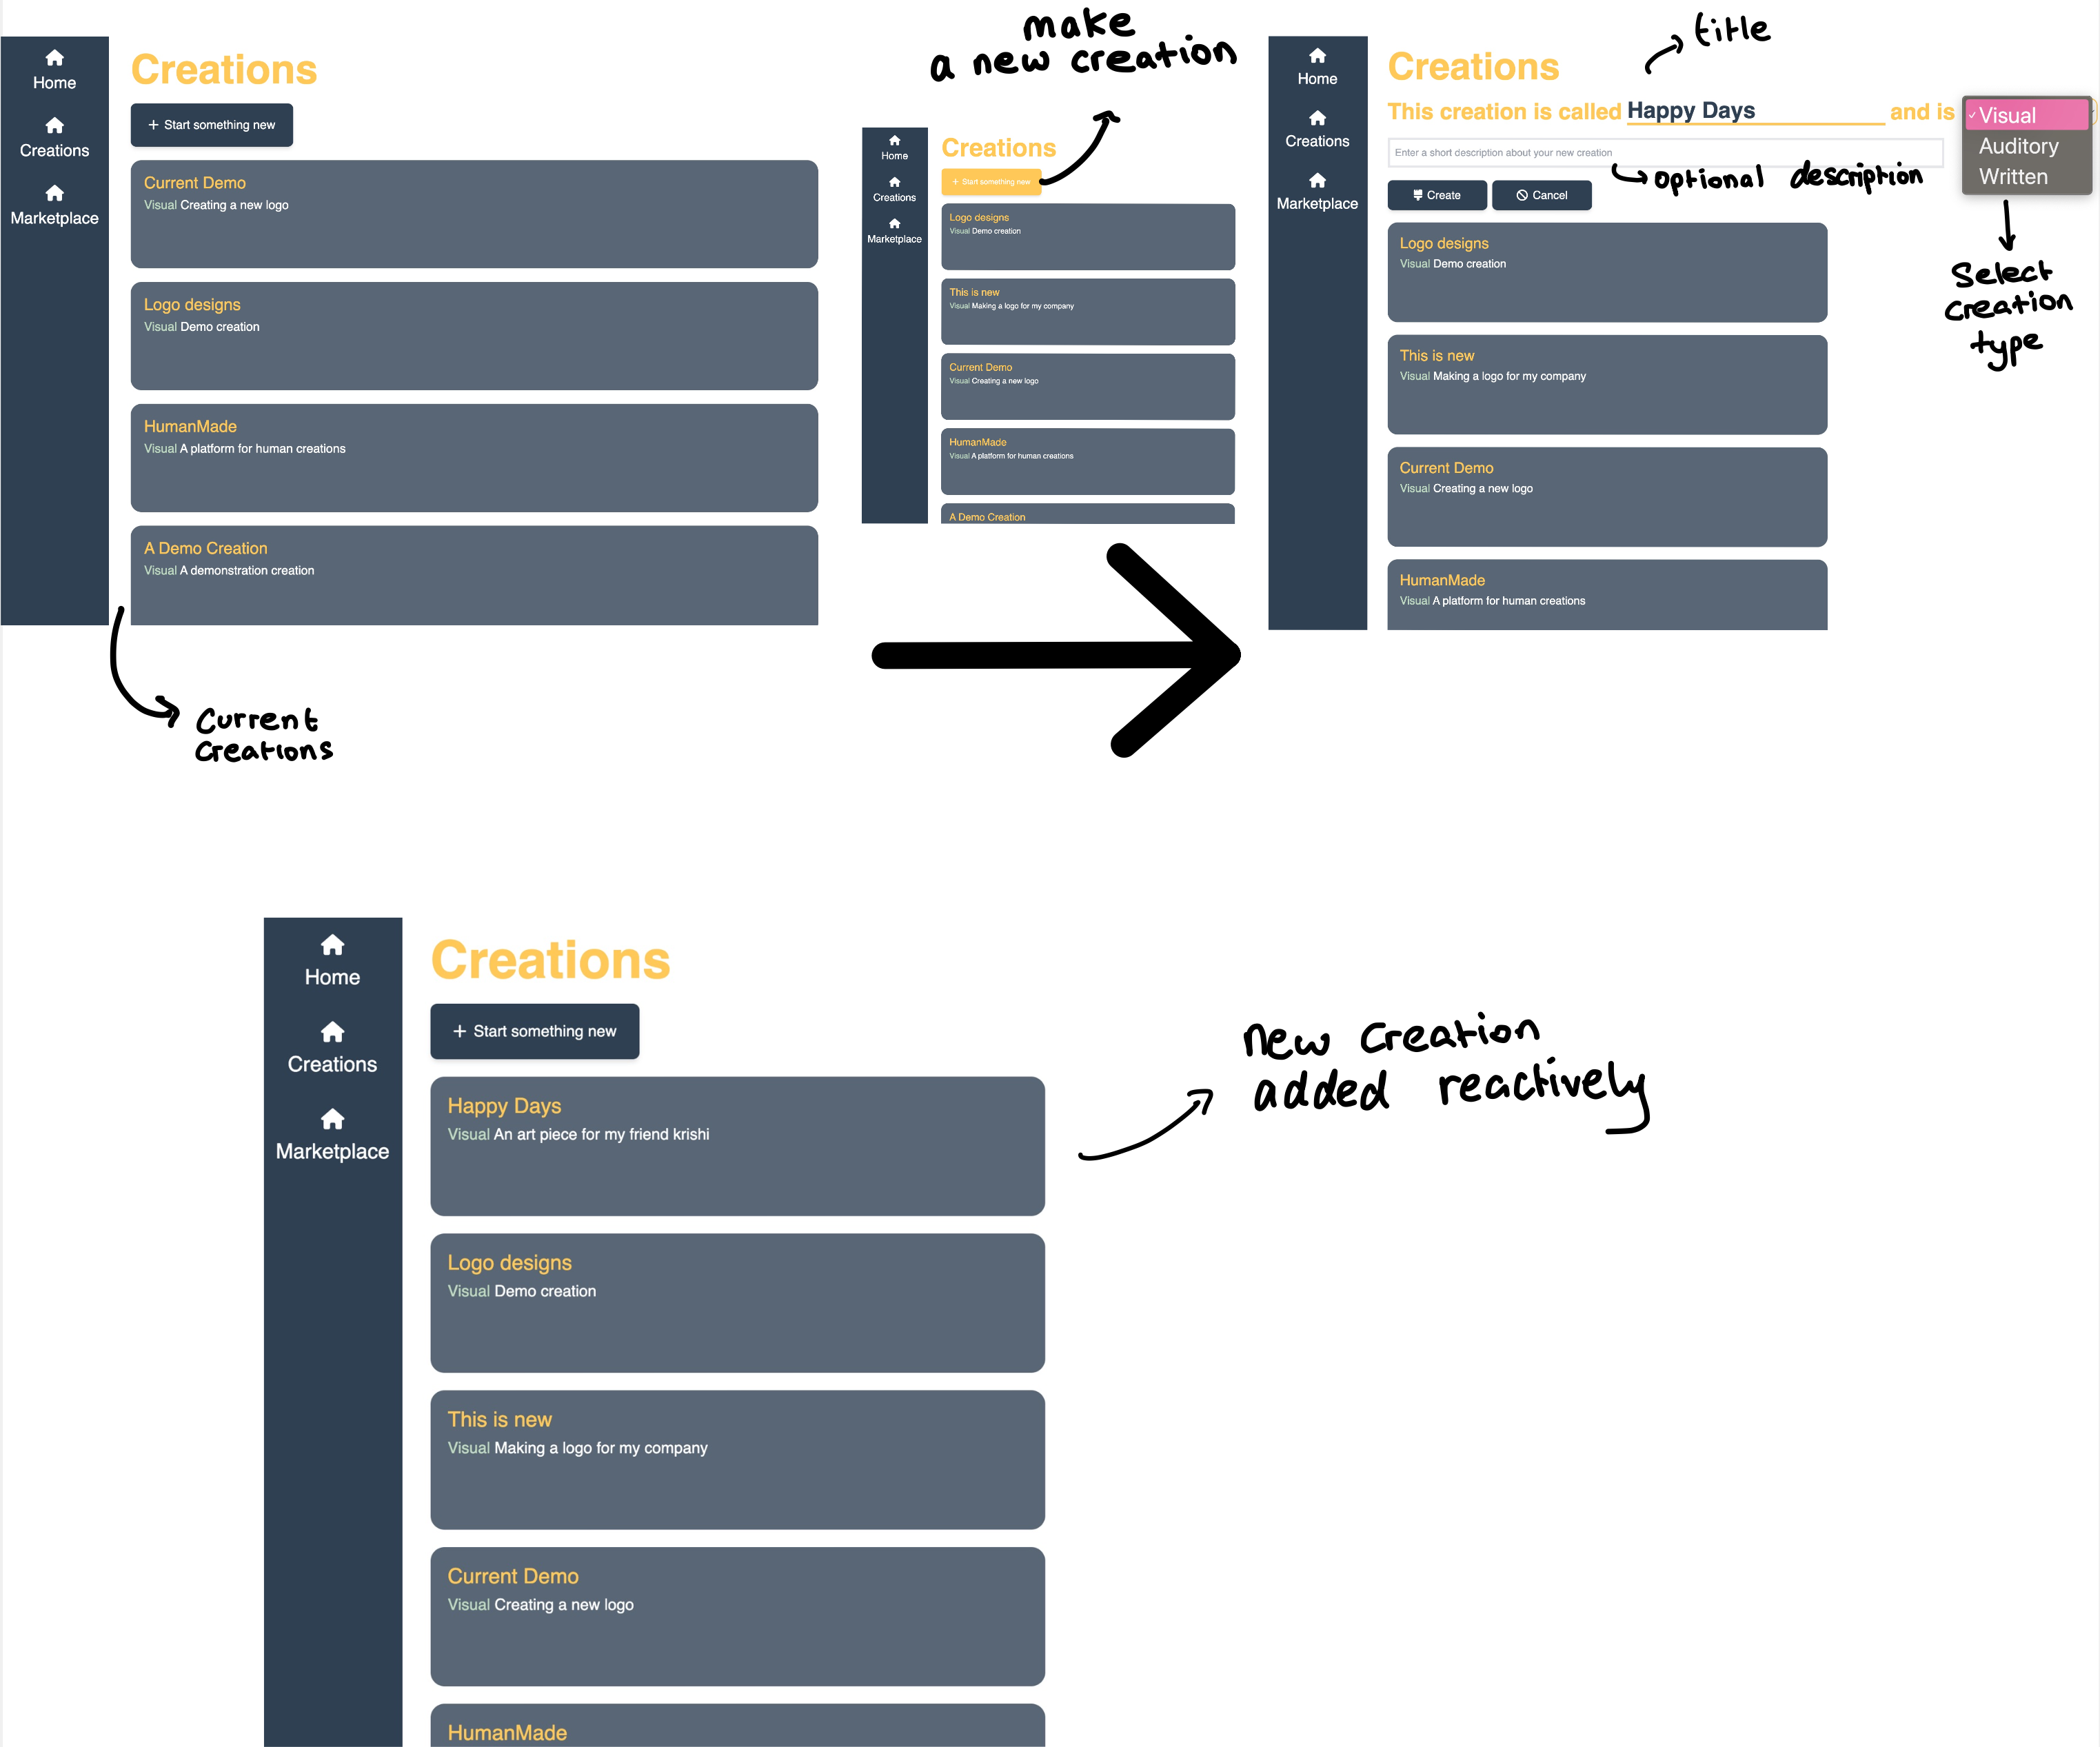 Home
Creations
Marketplace
Creations
+ Start something new
Current Demo
Visual Creating a new logo
Logo designs
Visual Demo creation
HumanMade
Visual A platform for human creations
A Demo Creation
Visual A demonstration creation
Current
Creations
make
a new creation
Home
Creations
Marketplace
Creations
+ Start something new
Logo designs
Visual Demo creation
This is new
Visual Making a logo for my company
Current Demo
Visual Creating a new logo
HumanMade
Visual A platform for human creations
A Demo Creation
title
Home
Creations
Marketplace
Creations
This creation is called Happy Days and is
Visual
Auditory
Written
Enter a short description about your new creation
optional description
Create
Cancel
Select
creation
type
Logo designs
Visual Demo creation
This is new
Visual Making a logo for my company
Current Demo
Visual Creating a new logo
HumanMade
Visual A platform for human creations
Home
Creations
Marketplace
Creations
+ Start something new
Happy Days
Visual An art piece for my friend krishi
Logo designs
Visual Demo creation
This is new
Visual Making a logo for my company
Current Demo
Visual Creating a new logo
HumanMade
new creation
added reactively